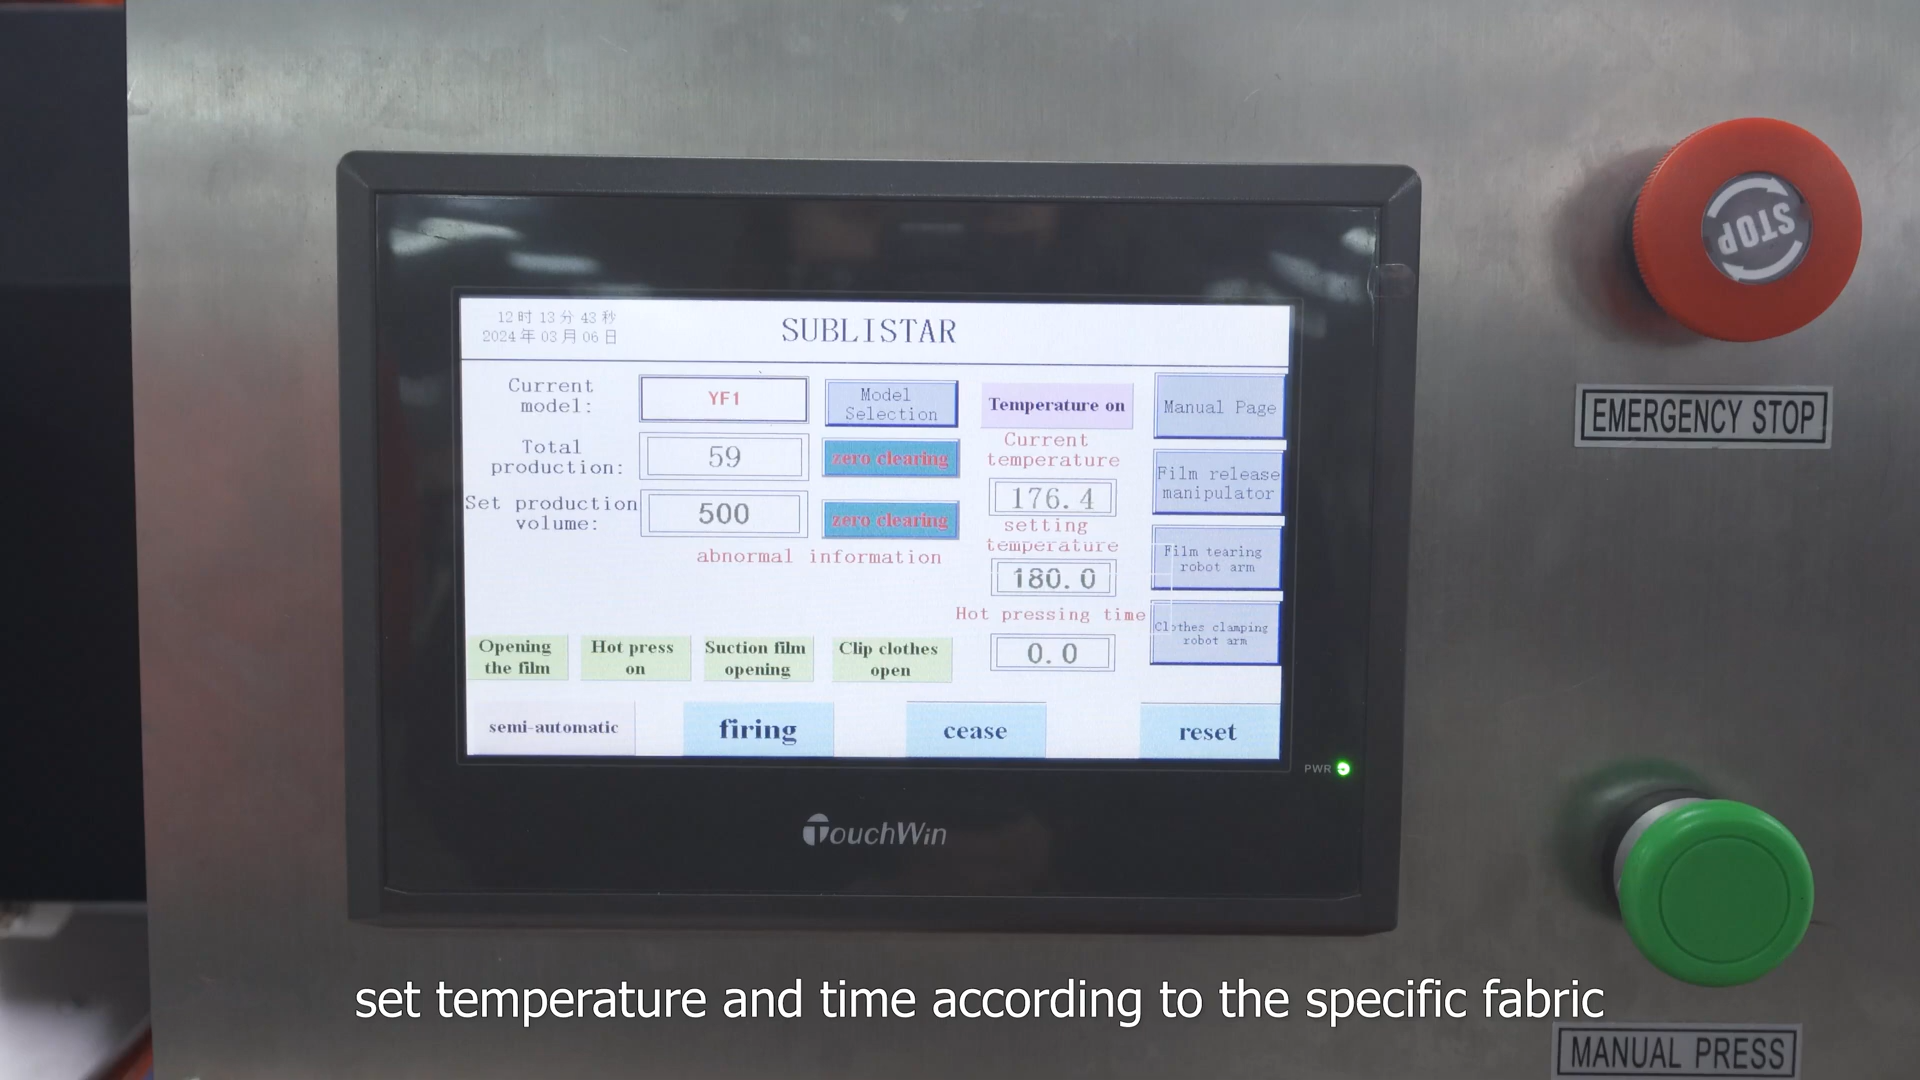 12时13分43秒
2024年03月06日
SUBLISTAR
Current
model:
YF1
Model
Selection
Temperature on
Manual Page
Total
production:
59
zero clearing
Current
temperature
176.4
Film release
manipulator
Set production
volume:
500
zero clearing
setting
temperature
180.0
Film tearing
robot arm
abnormal information
Hot pressing time
0.0
Clothes clamping
robot arm
Opening
the film
Hot press
on
Suction film
opening
Clip clothes
open
semi-automatic
firing
cease
reset
PWR
TouchWin
STOP
EMERGENCY STOP
set temperature and time according to the specific fabric
MANUAL PRESS